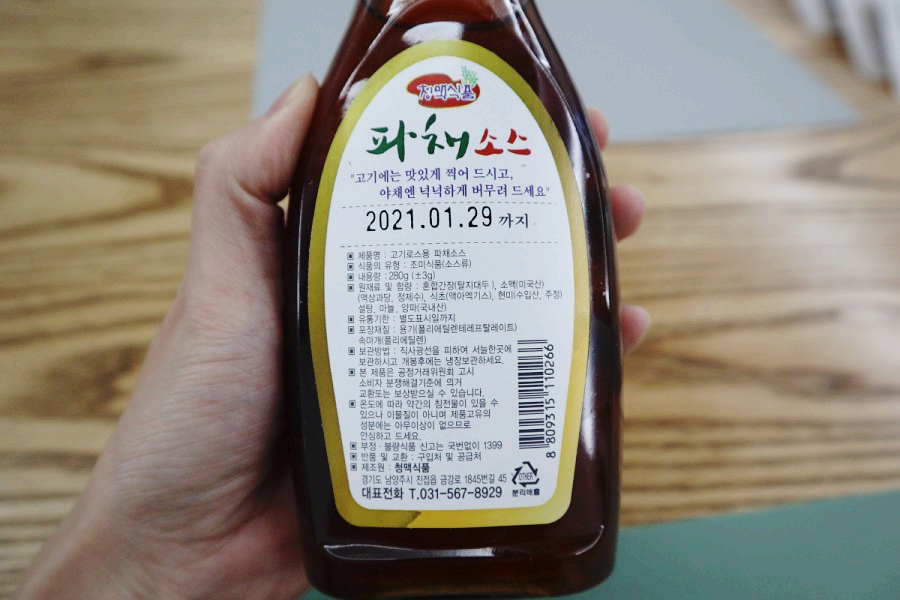 청맥식품
파채소스
"고기에는 맛있게 찍어 드시고,
야채엔 넉넉하게 버무려 드세요"
2021.01.29 까지
▣ 제품명 : 고기로스용 파채소스
▣ 식품의 유형 : 조미식품(소스류)
▣ 내용량 : 280g (±3g)
▣ 원재료 및 함량 : 혼합간장(탈지대두), 소맥(미국산)
(액상과당, 정제수), 식초(맥아엑기스), 현미(수입산, 주정)
설탕, 마늘, 양파(국내산)
▣ 유통기한 : 별도표시일까지
▣ 포장재질 : 용기(폴리에틸렌테레프탈레이트)
속마개(폴리에틸렌)
▣ 보관방법 : 직사광선을 피하여 서늘한곳에
보관하시고 개봉후에는 냉장보관하세요.
▣ 본 제품은 공정거래위원회 고시
소비자 분쟁해결기준에 의거
교환또는 보상받으실 수 있습니다.
▣ 온도에 따라 약간의 침전물이 있을 수
있으나 이물질이 아니며 제품고유의
성분에는 아무이상이 없으므로
안심하고 드세요.
▣ 부정·불량식품 신고는 국번없이 1399
▣ 반품 및 교환 : 구입처 및 공급처
▣ 제조원 : 청맥식품
경기도 남양주시 진접읍 금강로 1845번길 45
대표전화 T.031-567-8929
8 809315 110266
OTHER
분리배출